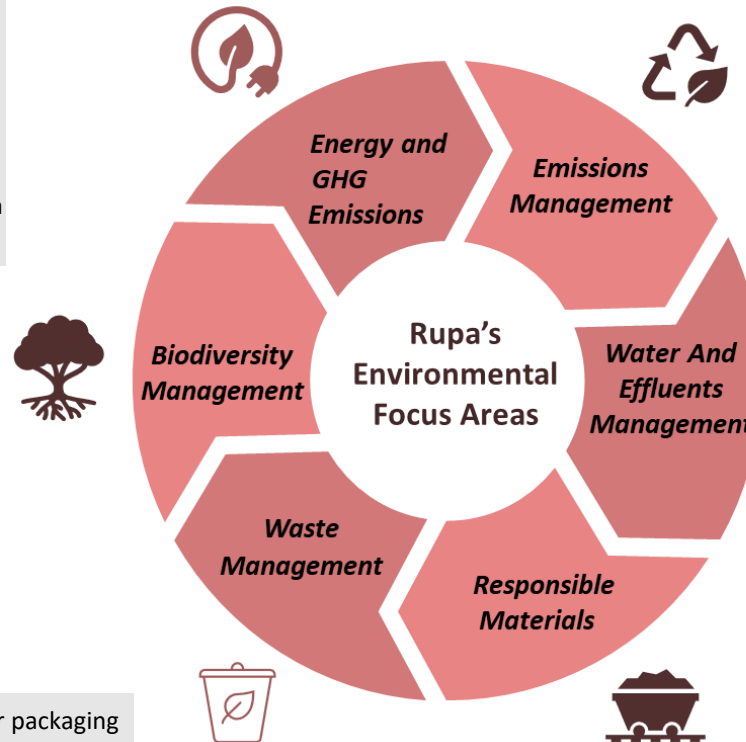 Energy and
GHG
Emissions
Emissions
Management
Water And
Effluents
Management
Responsible
Materials
Waste
Management
Biodiversity
Management
Rupa's
Environmental
Focus Areas
packaging